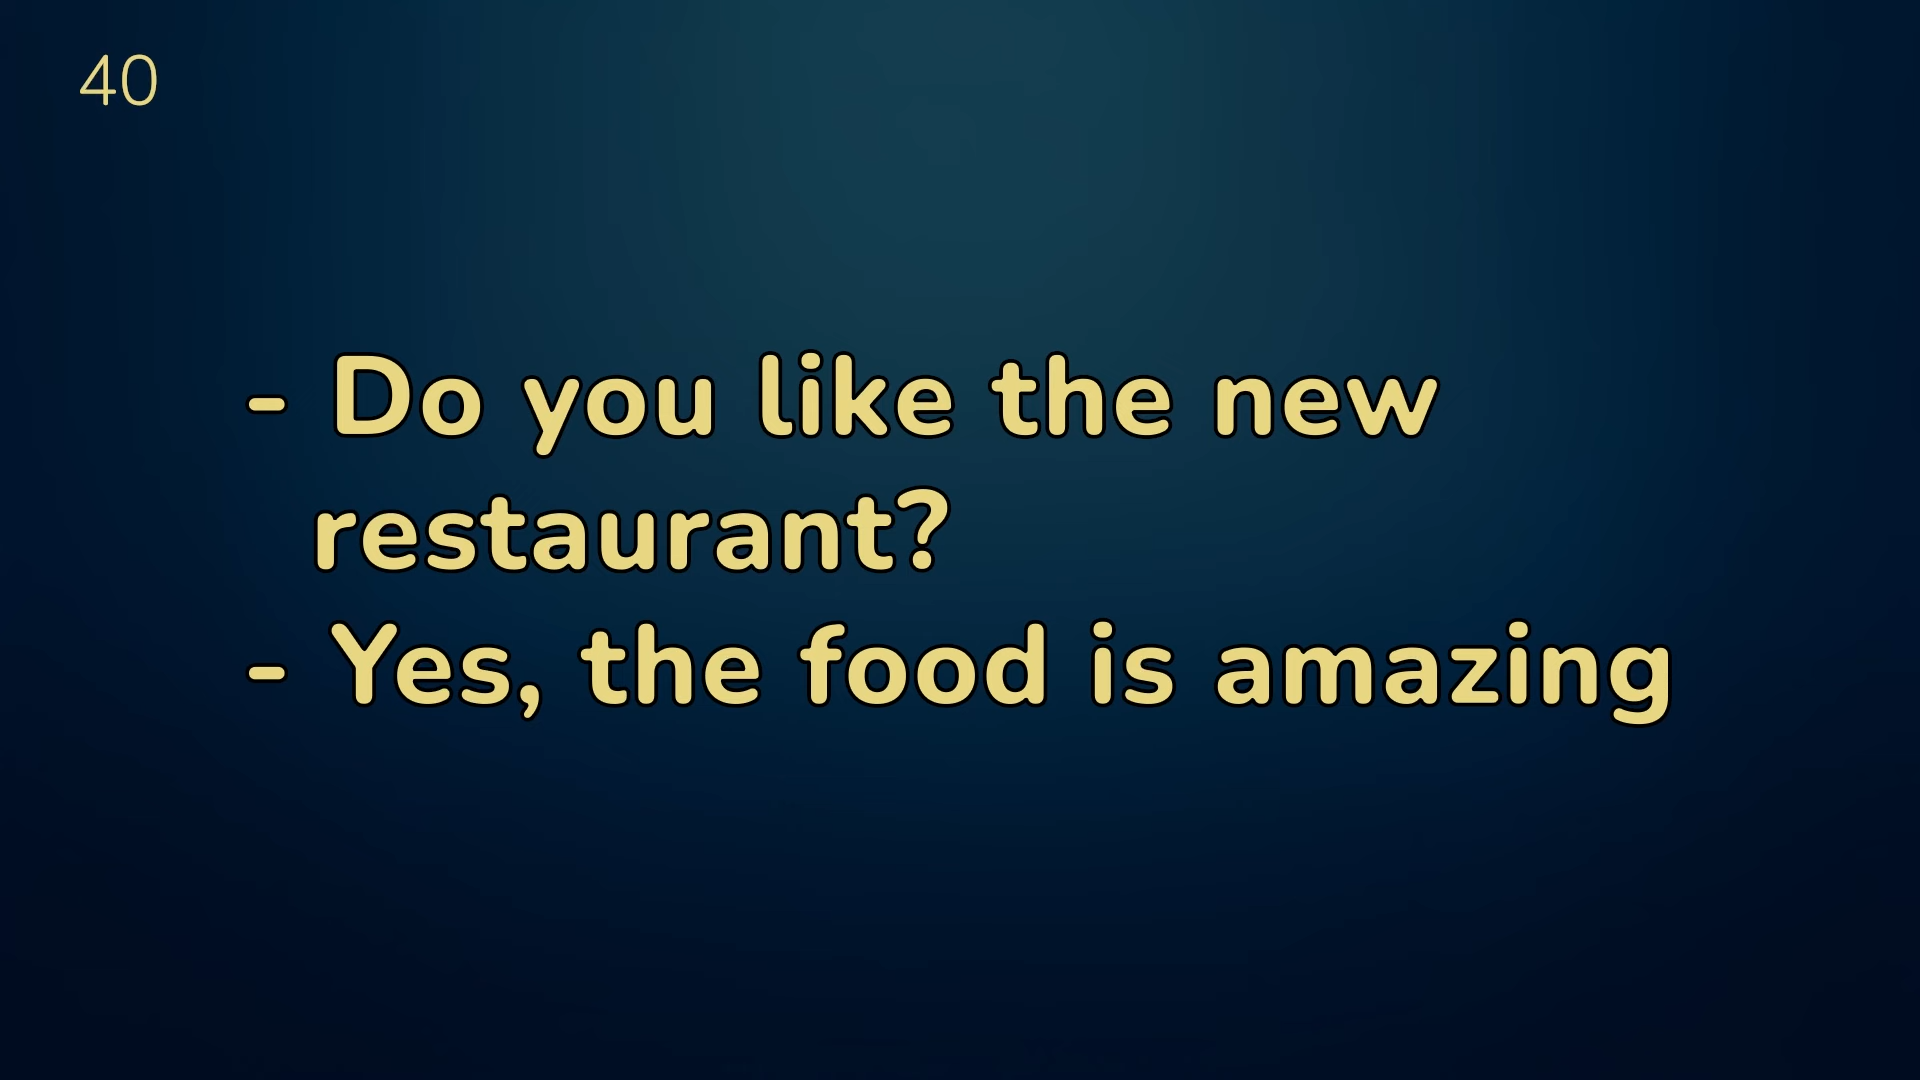 40
- Do you like the new
restaurant?
- Yes, the food is amazing